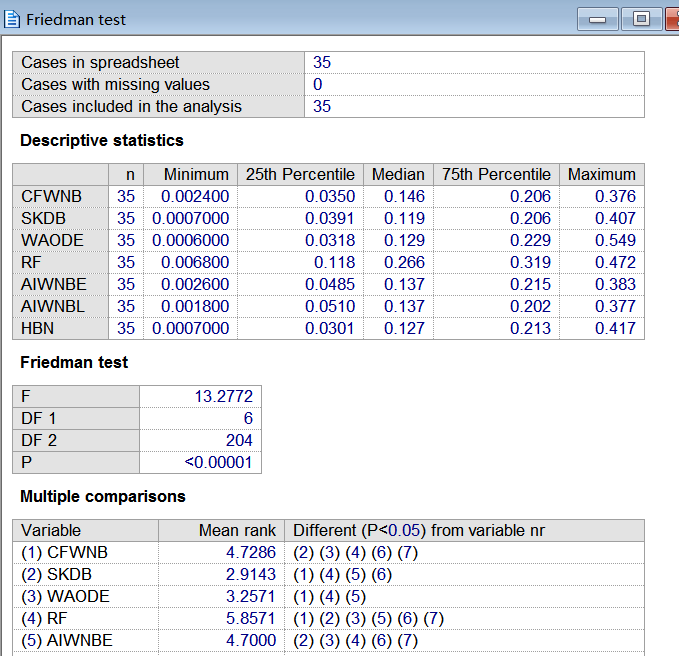 Friedman test
Cases in spreadsheet 35
Cases with missing values 0
Cases included in the analysis 35
Descriptive statistics
n Minimum 25th Percentile Median 75th Percentile Maximum
CFWNB 35 0.002400 0.0350 0.146 0.206 0.376
SKDB 35 0.0007000 0.0391 0.119 0.206 0.407
WAODE 35 0.0006000 0.0318 0.129 0.229 0.549
RF 35 0.006800 0.118 0.266 0.319 0.472
AIWNBE 35 0.002600 0.0485 0.137 0.215 0.383
AIWNBL 35 0.001800 0.0510 0.137 0.202 0.377
HBN 35 0.0007000 0.0301 0.127 0.213 0.417
Friedman test
F 13.2772
DF 1 6
DF 2 204
P <0.00001
Multiple comparisons
Variable Mean rank Different (P<0.05) from variable nr
(1) CFWNB 4.7286 (2) (3) (4) (6) (7)
(2) SKDB 2.9143 (1) (4) (5) (6)
(3) WAODE 3.2571 (1) (4) (5)
(4) RF 5.8571 (1) (2) (3) (5) (6) (7)
(5) AIWNBE 4.7000 (2) (3) (4) (6) (7)